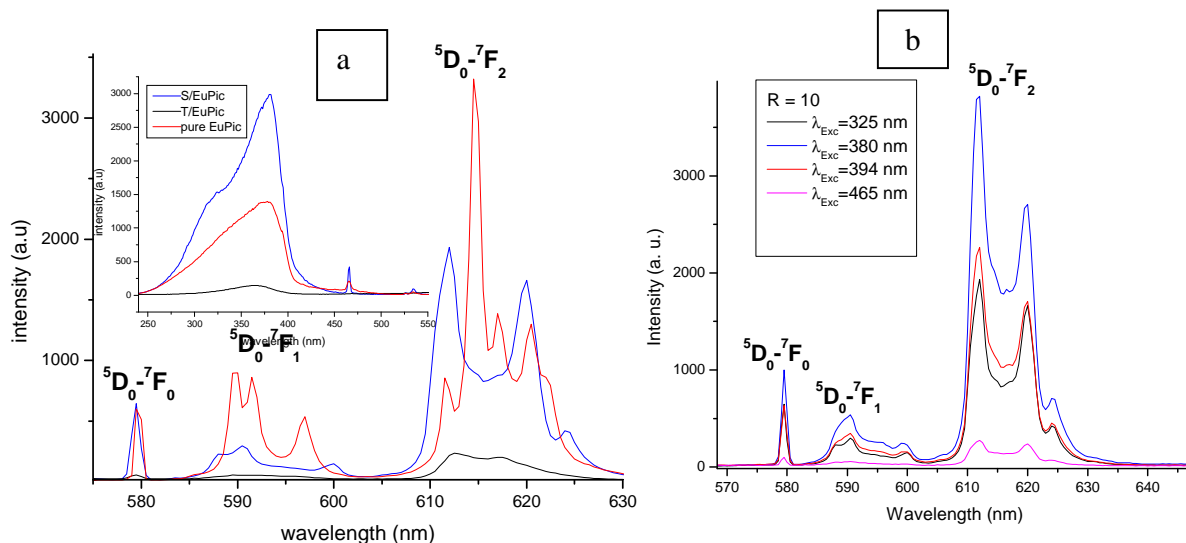 a
⁵D₀-⁷F₂
S/EuPic
T/EuPic
pure EuPic
intensity (a.u)
3000
2500
2000
1500
1000
500
0
240 250 300 350 400 450 500 550
wavelength (nm)
⁵D₀-⁷F₁
⁵D₀-⁷F₀
intensity (a.u)
3000
2000
1000
580 590 600 610 620 630
wavelength (nm)
b
⁵D₀-⁷F₂
R = 10
λExc=325 nm
λExc=380 nm
λExc=394 nm
λExc=465 nm
⁵D₀-⁷F₀
⁵D₀-⁷F₁
Intensity (a. u.)
3000
2000
1000
0
570 580 590 600 610 620 630 640
Wavelength (nm)